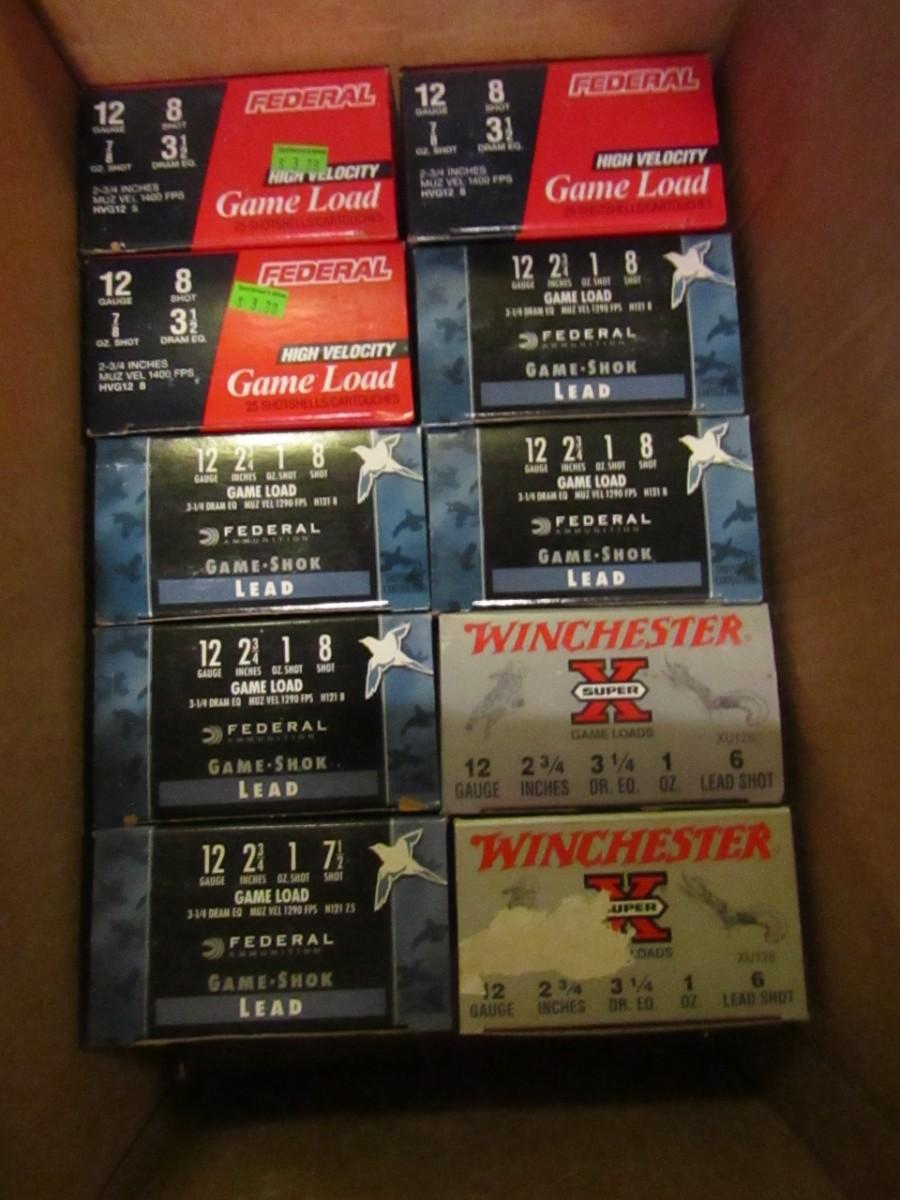 12 8 FEDERAL
GAUGE SHOT
7/8 3 1/2
OZ. SHOT DRAM EQ.
$ 3.
HIGH VELOCITY
2-3/4 INCHES
MUZ VEL 1400 FPS
HVG12 8
Game Load
25 SHOTSHELLS/CARTOUCHES
12 8 FEDERAL
GAUGE SHOT
7/8 3 1/2
OZ. SHOT DRAM EQ.
HIGH VELOCITY
2-3/4 INCHES
MUZ VEL 1400 FPS
HVG12 8
Game Load
25 SHOTSHELLS/CARTOUCHES
12 8 FEDERAL
GAUGE SHOT
$ 3.
7/8 3 1/2
OZ. SHOT DRAM EQ.
HIGH VELOCITY
2-3/4 INCHES
MUZ VEL 1400 FPS
HVG12 8
Game Load
25 SHOTSHELLS/CARTOUCHES
12 2 3/4 1 8
GAUGE INCHES OZ. SHOT SHOT
GAME LOAD
3-1/4 DRAM EQ MUZ VEL 1290 FPS H121 8
FEDERAL
AMMUNITION
GAME·SHOK
LEAD
12 2 3/4 1 8
GAUGE INCHES OZ. SHOT SHOT
GAME LOAD
3-1/4 DRAM EQ MUZ VEL 1290 FPS H121 8
FEDERAL
AMMUNITION
GAME·SHOK
LEAD
12 2 3/4 1 8
GAUGE INCHES OZ. SHOT SHOT
GAME LOAD
3-1/4 DRAM EQ MUZ VEL 1290 FPS H121 8
FEDERAL
AMMUNITION
GAME·SHOK
LEAD
12 2 3/4 1 8
GAUGE INCHES OZ. SHOT SHOT
GAME LOAD
3-1/4 DRAM EQ MUZ VEL 1290 FPS H121 8
FEDERAL
AMMUNITION
GAME·SHOK
LEAD
WINCHESTER
X
SUPER
GAME LOADS
XU126
12 2 3/4 3 1/4 1 6
GAUGE INCHES DR. EQ. OZ. LEAD SHOT
12 2 3/4 1 7 1/2
GAUGE INCHES OZ. SHOT SHOT
GAME LOAD
3-1/4 DRAM EQ MUZ VEL 1290 FPS H121 7.5
FEDERAL
AMMUNITION
GAME·SHOK
LEAD
WINCHESTER
X
UPER
LOADS
XU126
12 2 3/4 3 1/4 1 6
GAUGE INCHES DR. EQ. OZ. LEAD SHOT